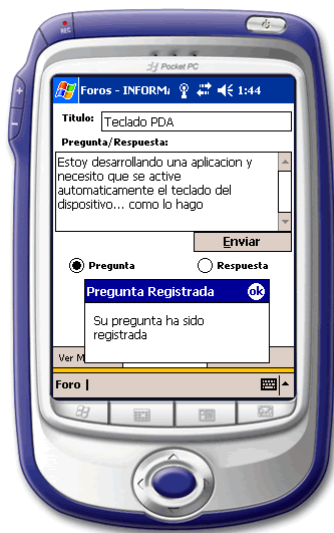 REC
Pocket PC
Foros - INFORM. 1:44
Titulo: Teclado PDA
Pregunta/Respuesta:
Estoy desarrollando una aplicacion y
necesito que se active
automaticamente el teclado del
dispositivo... como lo hago
Enviar
Pregunta Respuesta
Pregunta Registrada ok
Su pregunta ha sido
registrada
Ver M
Foro